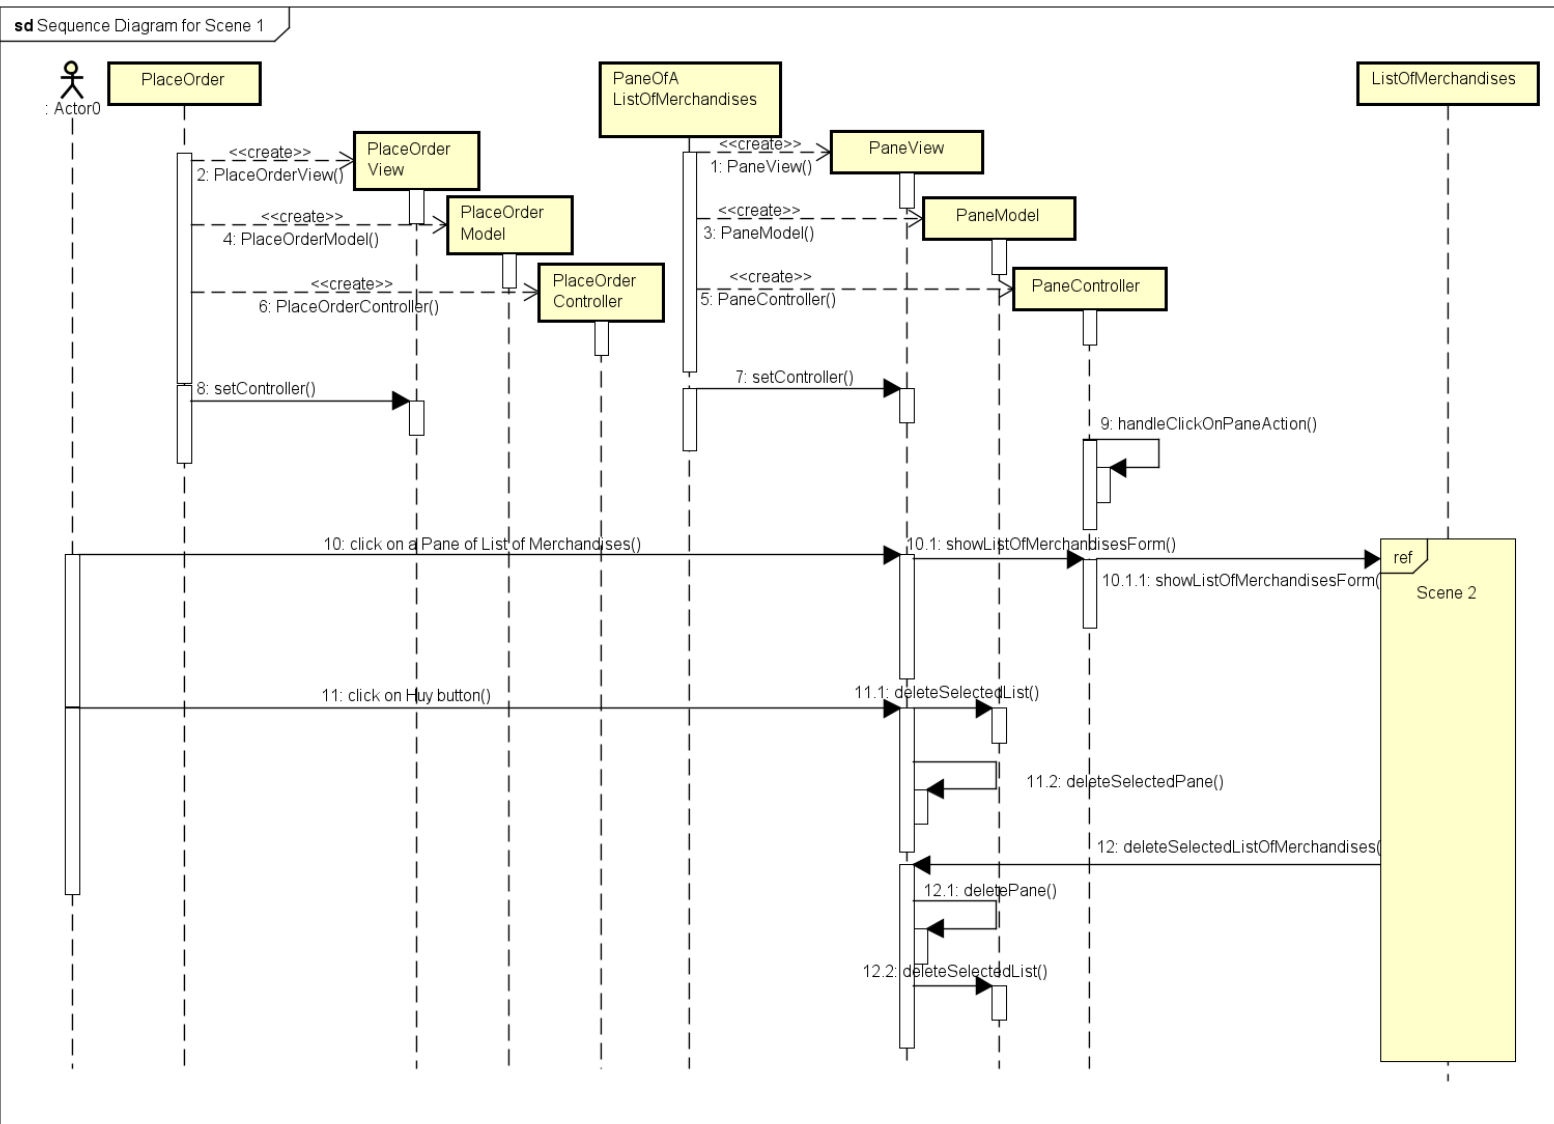 sd Sequence Diagram for Scene 1
: Actor0
PlaceOrder
PaneOfA
ListOfMerchandises
ListOfMerchandises
<<create>>
2: PlaceOrderView()
PlaceOrder
View
<<create>>
1: PaneView()
PaneView
<<create>>
4: PlaceOrderModel()
PlaceOrder
Model
<<create>>
3: PaneModel()
PaneModel
<<create>>
6: PlaceOrderController()
PlaceOrder
Controller
<<create>>
5: PaneController()
PaneController
8: setController()
7: setController()
9: handleClickOnPaneAction()
10: click on a Pane of List of Merchandises()
10.1: showListOfMerchandisesForm()
10.1.1: showListOfMerchandisesForm(
ref
Scene 2
11: click on Huy button()
11.1: deleteSelectedList()
11.2: deleteSelectedPane()
12: deleteSelectedListOfMerchandises(
12.1: deletePane()
12.2: deleteSelectedList()